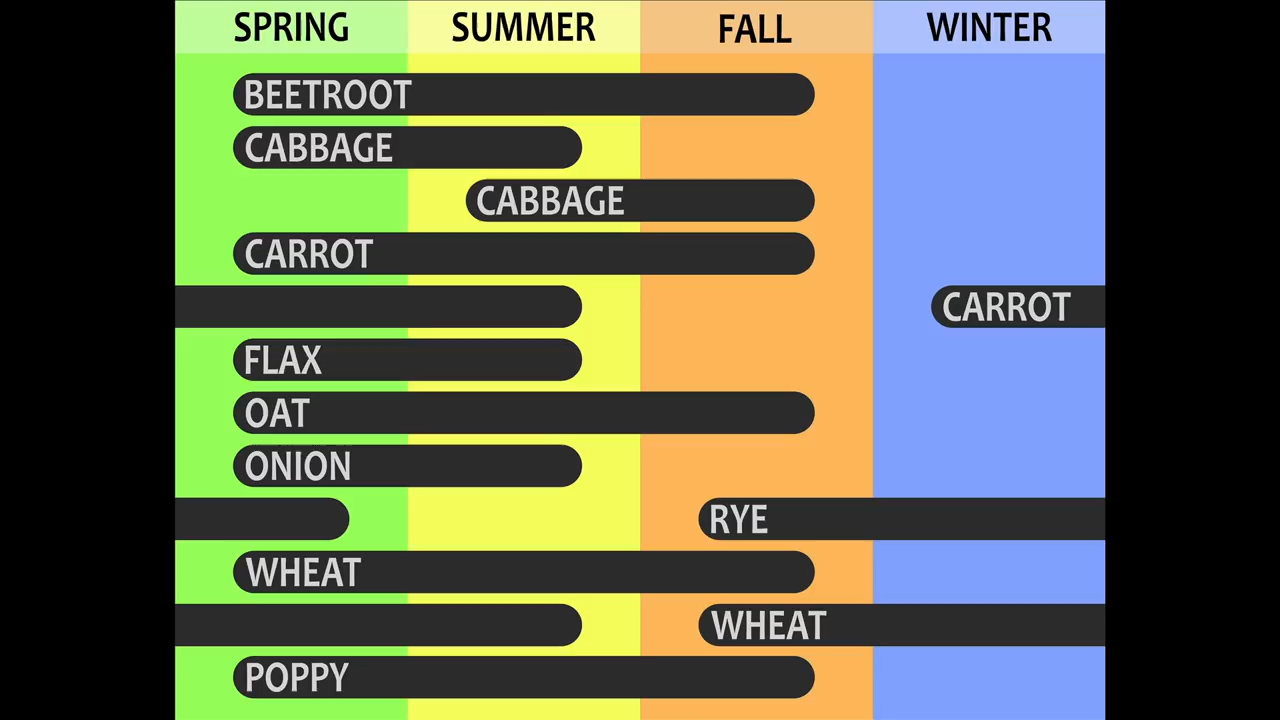 SPRING SUMMER FALL WINTER
BEETROOT
CABBAGE
CABBAGE
CARROT
CARROT
FLAX
OAT
ONION
RYE
WHEAT
WHEAT
POPPY